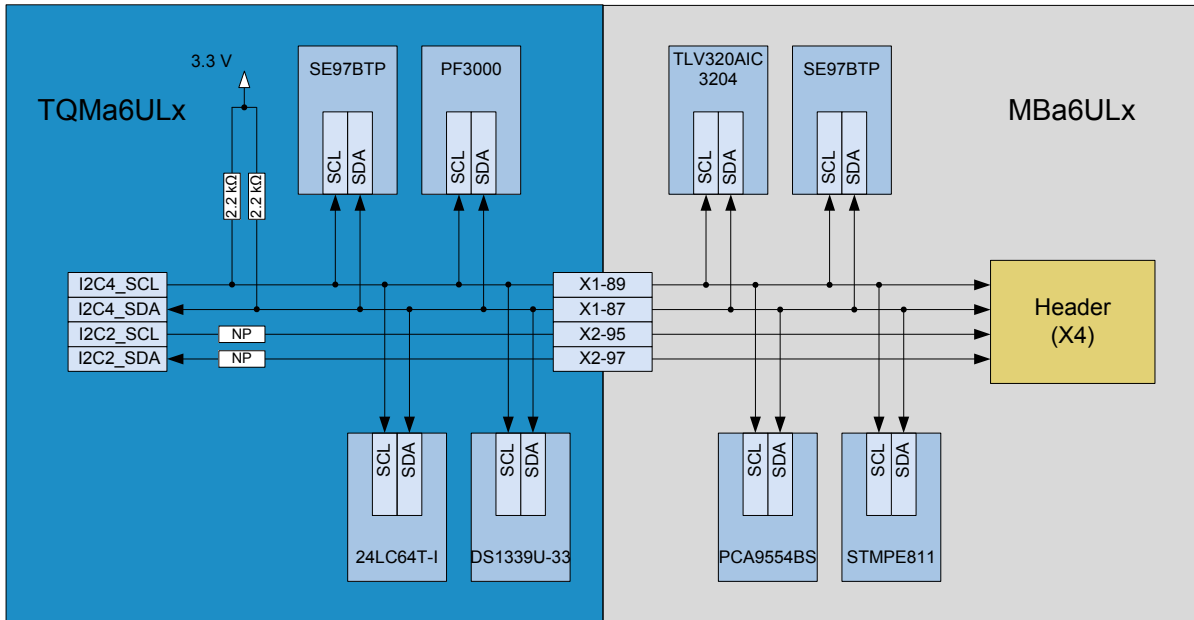 TQMa6ULx
3.3 V
2.2 kΩ
2.2 kΩ
SE97BTP
SCL
SDA
PF3000
SCL
SDA
I2C4_SCL
I2C4_SDA
I2C2_SCL
I2C2_SDA
NP
NP
SCL
SDA
24LC64T-I
SCL
SDA
DS1339U-33
X1-89
X1-87
X2-95
X2-97
MBa6ULx
TLV320AIC
3204
SCL
SDA
SE97BTP
SCL
SDA
Header
(X4)
SCL
SDA
PCA9554BS
SCL
SDA
STMPE811